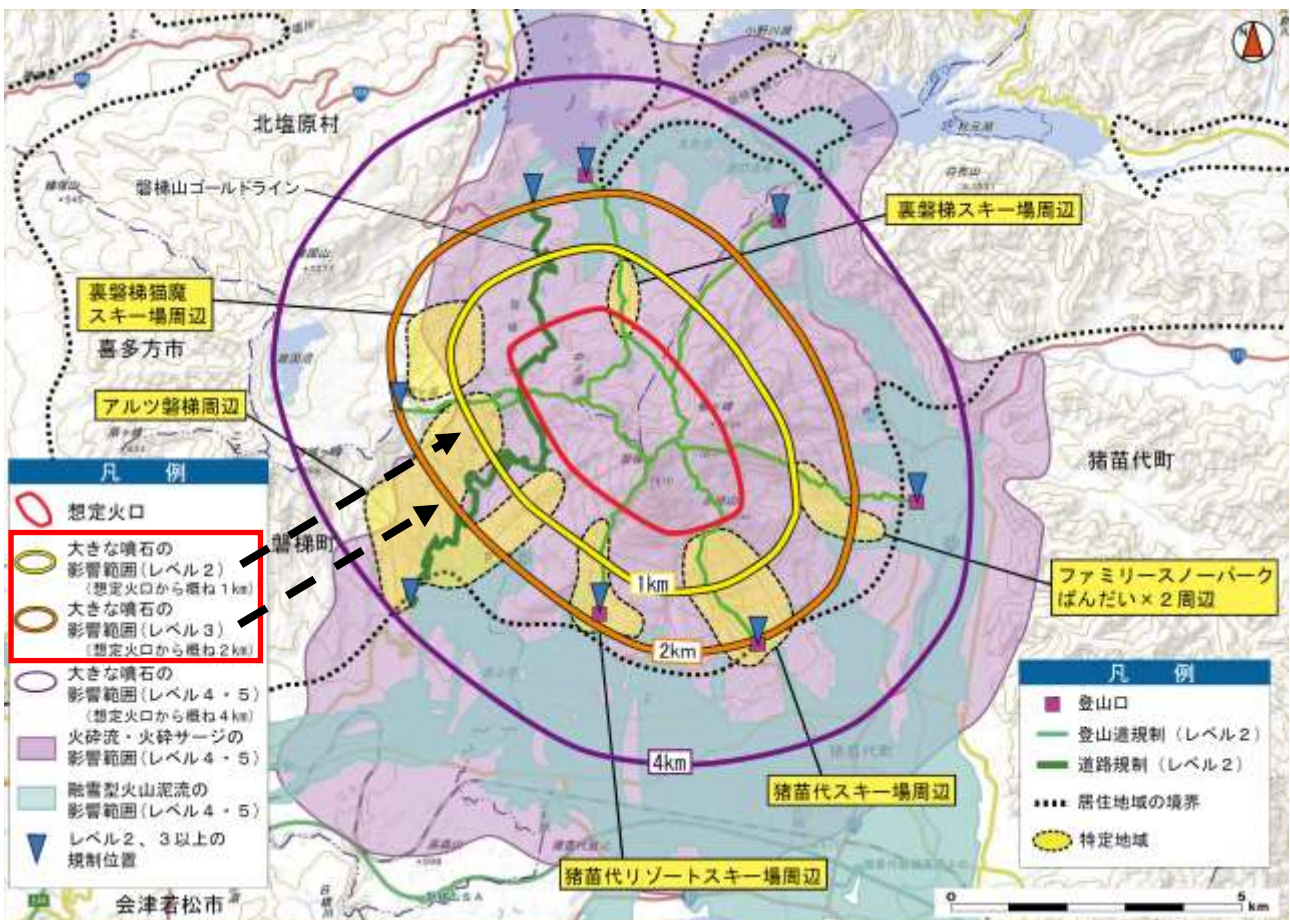 小野川湖
北塩原村
秋元湖
磐梯山ゴールドライン
裏磐梯スキー場周辺
裏磐梯猫魔
スキー場周辺
喜多方市
アルツ磐梯周辺
猪苗代町
磐梯町
凡 例
想定火口
大きな噴石の
影響範囲(レベル2)
(想定火口から概ね1km)
大きな噴石の
影響範囲(レベル3)
(想定火口から概ね2km)
大きな噴石の
影響範囲(レベル4・5)
(想定火口から概ね4km)
火砕流・火砕サージの
影響範囲(レベル4・5)
融雪型火山泥流の
影響範囲(レベル4・5)
レベル2、3以上の
規制位置
会津若松市
1km
2km
4km
ファミリースノーパーク
ばんだい×2周辺
猪苗代スキー場周辺
猪苗代リゾートスキー場周辺
凡 例
登山口
登山道規制(レベル2)
道路規制(レベル2)
居住地域の境界
特定地域
0 5
km